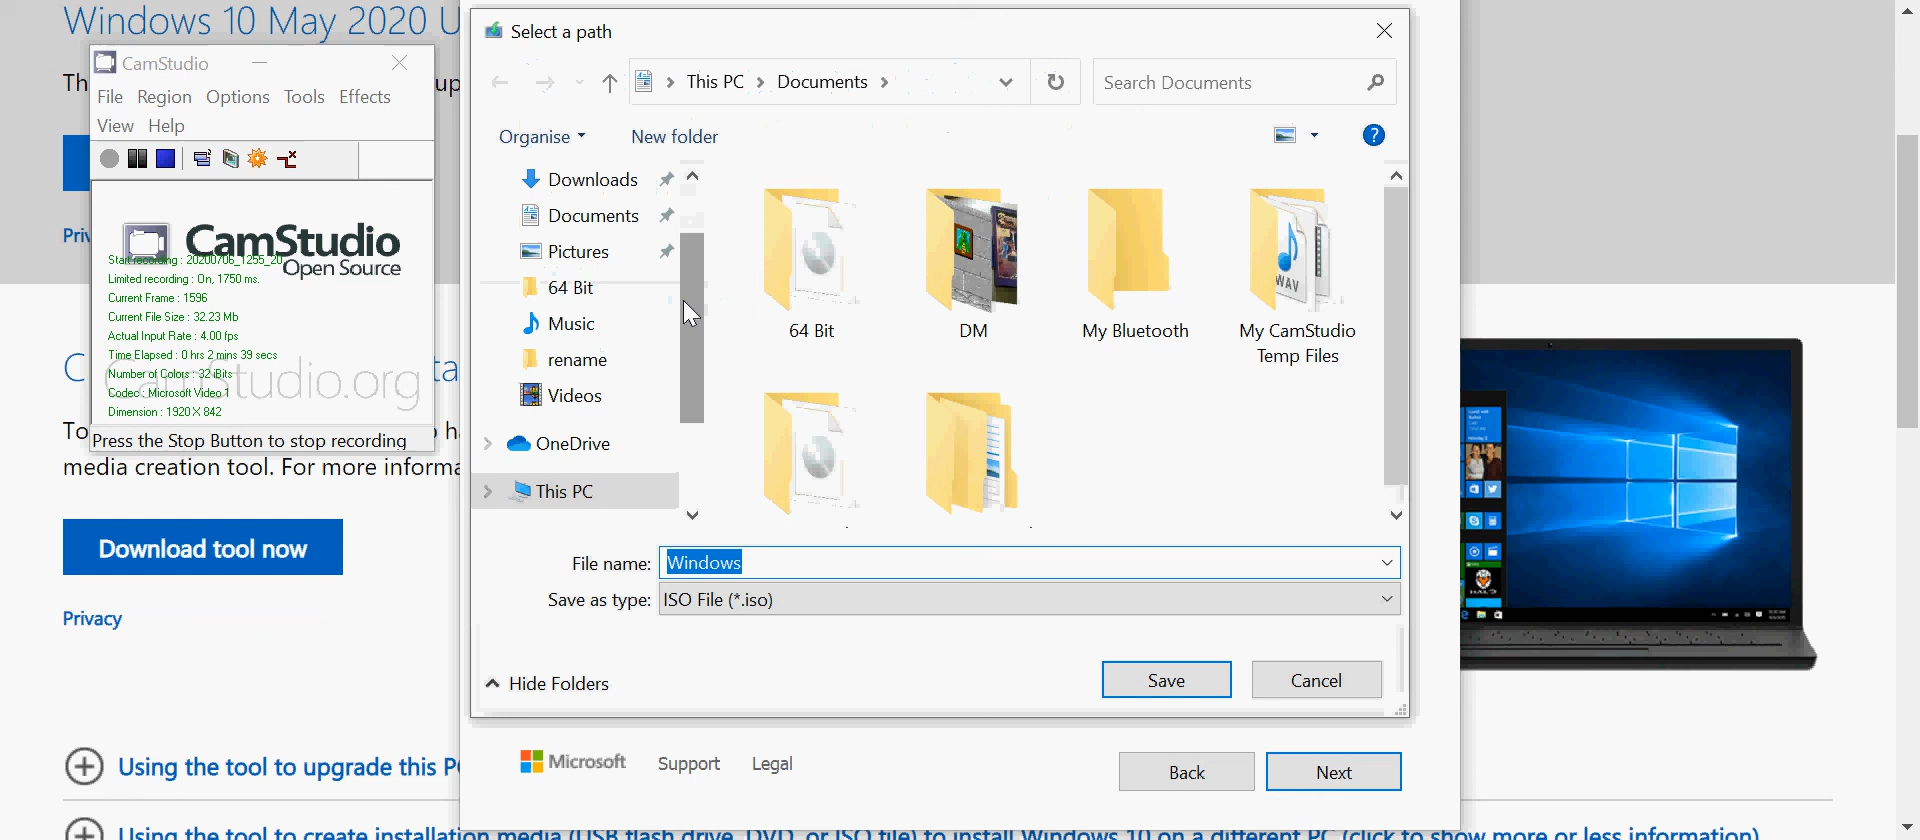 Windows 10 May 2020 U
Th
up
Priv
C
ta
To
h
media creation tool. For more informa
Download tool now
Privacy
Using the tool to upgrade this P
Using the tool to create installation media (USB flash drive, DVD, or ISO file) to install Windows 10 on a different PC (click to show more or less information)
CamStudio
File Region Options Tools Effects
View Help
CamStudio
Open Source
Start recording : 20200706_1255_20
Limited recording : On, 1750 ms.
Current Frame : 1596
Current File Size : 32.23 Mb
Actual Input Rate : 4.00 fps
Time Elapsed : 0 hrs 2 mins 39 secs
Number of Colors : 32 iBits
Codec : Microsoft Video 1
Dimension : 1920 X 842
CamStudio.org
Press the Stop Button to stop recording
Select a path
This PC > Documents >
Search Documents
Organise
New folder
Downloads
Documents
Pictures
64 Bit
Music
rename
Videos
OneDrive
This PC
64 Bit
DM
My Bluetooth
WAV
My CamStudio
Temp Files
File name: Windows
Save as type: ISO File (*.iso)
Hide Folders
Save
Cancel
Microsoft
Support
Legal
Back
Next